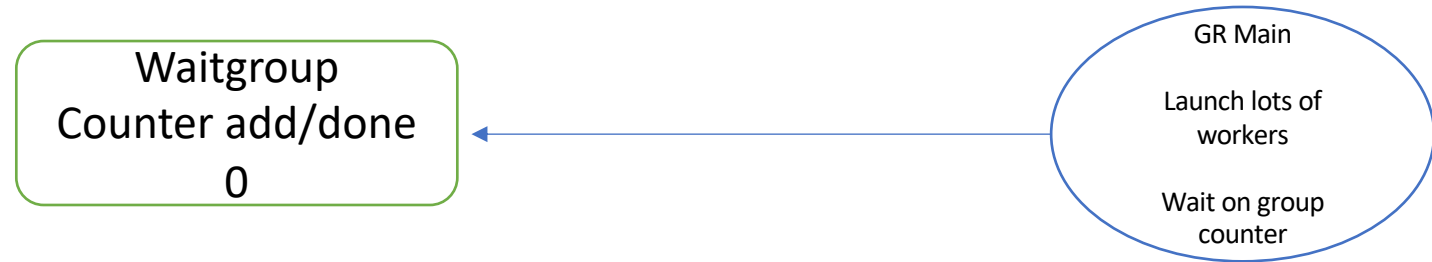 Waitgroup
Counter add/done
0
GR Main
Launch lots of
workers
Wait on group
counter